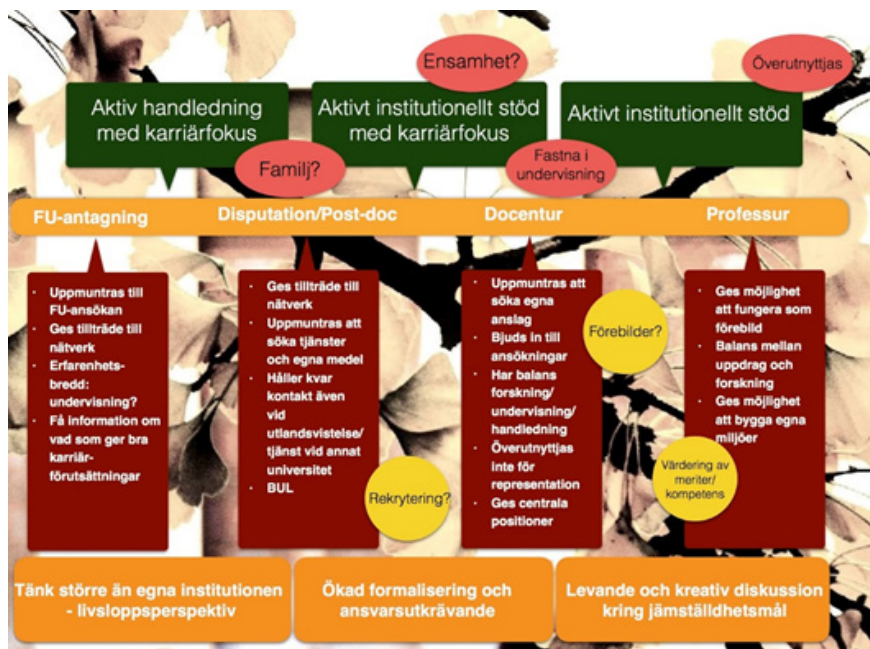 Ensamhet?
Överutnyttjas
Aktiv handledning
med karriärfokus
Aktivt institutionellt stöd
med karriärfokus
Aktivt institutionellt stöd
Familj?
Fastna i
undervisning
FU-antagning
Disputation/Post-doc
Docentur
Professur
• Uppmuntras till
FU-ansökan
• Ges tillträde till
nätverk
• Erfarenhets-
bredd:
undervisning?
• Få information om
vad som ger bra
karriär-
förutsättningar
• Ges tillträde till
nätverk
• Uppmuntras att
söka tjänster
och egna medel
• Håller kvar
kontakt även
vid
utlandsvistelse/
tjänst vid annat
universitet
• BUL
Rekrytering?
• Uppmuntras att
söka egna
anslag
• Bjuds in till
ansökningar
• Har balans
forskning/
undervisning/
handledning
• Överutnyttjas
inte för
representation
• Ges centrala
positioner
Förebilder?
Värdering av
meriter/
kompetens
• Ges möjlighet
att fungera som
förebild
• Balans mellan
uppdrag och
forskning
• Ges möjlighet
att bygga egna
miljöer
Tänk större än egna institutionen
- livsloppsperspektiv
Ökad formalisering och
ansvarsutkrävande
Levande och kreativ diskussion
kring jämställdhetsmål